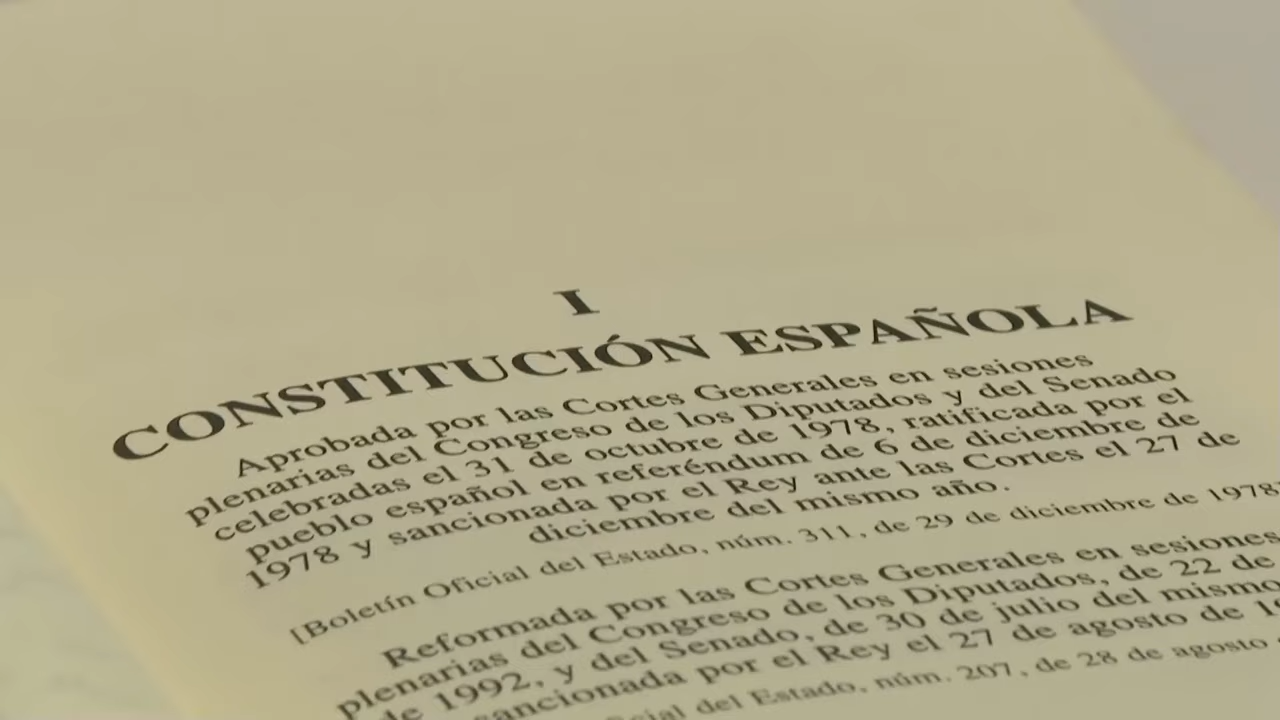 I
CONSTITUCIÓN ESPAÑOLA
Aprobada por las Cortes Generales en sesiones
plenarias del Congreso de los Diputados y del Senado
celebradas el 31 de octubre de 1978, ratificada por el
pueblo español en referéndum de 6 de diciembre de
1978 y sancionada por el Rey ante las Cortes el 27 de
diciembre del mismo año.
[Boletín Oficial del Estado, núm. 311, de 29 de diciembre de 1978
Reformada por las Cortes Generales en sesiones
plenarias del Congreso de los Diputados, de 22 de
de 1992, y del Senado, de 30 de julio del mismo
sancionada por el Rey el 27 de agosto de
del Estado, núm. 207, de 28 de agosto